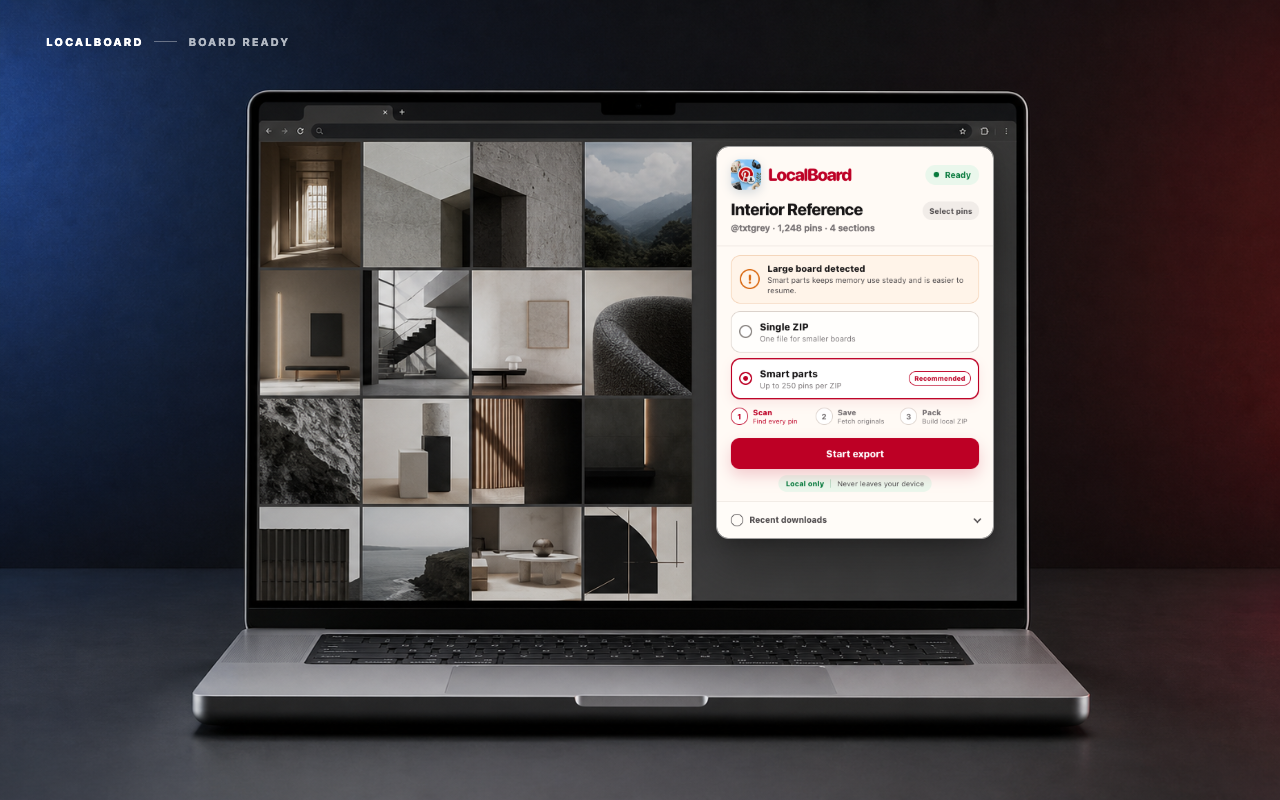 LOCALBOARD — BOARD READY
LocalBoard
Ready
Interior Reference
Select pins
@txtgrey · 1,248 pins · 4 sections
Large board detected
Smart parts keeps memory use steady and is easier to
resume.
Single ZIP
One file for smaller boards
Smart parts
Up to 250 pins per ZIP
Recommended
1 Scan
Find every pin
2 Save
Fetch originals
3 Pack
Build local ZIP
Start export
Local only | Never leaves your device
Recent downloads